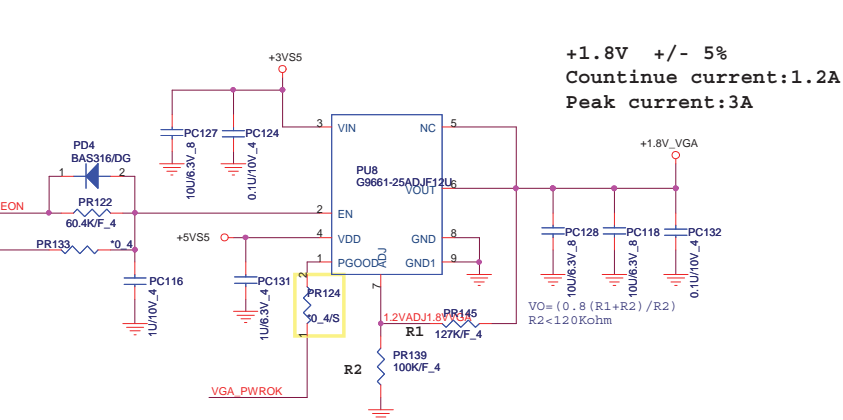 +1.8V +/- 5%
Countinue current:1.2A
Peak current:3A
+3VS5
PC127
10U/6.3V_8
PC124
0.1U/10V_4
3
VIN
NC
5
PU8
G9661-25ADJF12U
VOUT
6
+1.8V_VGA
PD4
BAS316/DG
1
2
EON
PR122
60.4K/F_4
2
EN
PR133
*0_4
+5VS5
4
VDD
GND
8
1
PGOOD
ADJ
GND1
9
7
PC116
1U/10V_4
PC131
1U/6.3V_4
2
PR124
*0_4/S
1
VGA_PWROK
1.2VADJ1.8VVGA
PR145
R1
127K/F_4
R2
PR139
100K/F_4
PC128
10U/6.3V_8
PC118
10U/6.3V_8
PC132
0.1U/10V_4
VO=(0.8(R1+R2)/R2)
R2<120Kohm